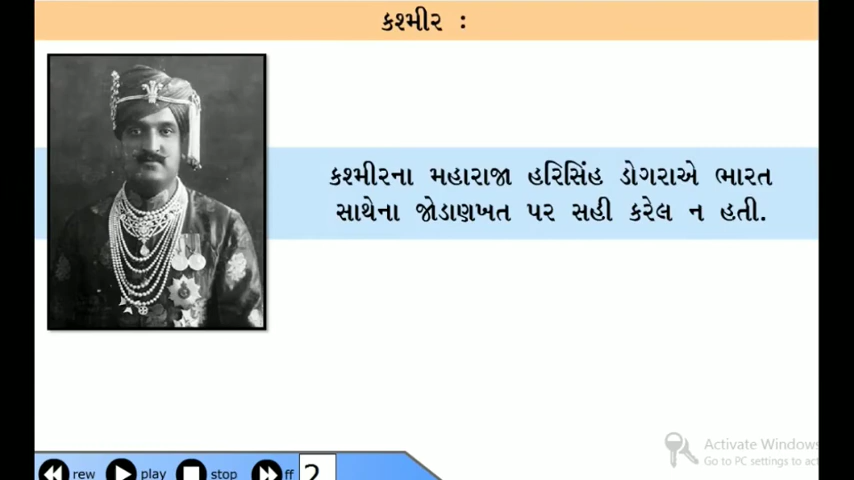 કશ્મીર :
કશ્મીરના મહારાજા હરિસિંહ ડોગરાએ ભારત
સાથેના જોડાણખત પર સહી કરેલ ન હતી.
Activate Windows
Go to PC settings to act
rew play stop ff 2